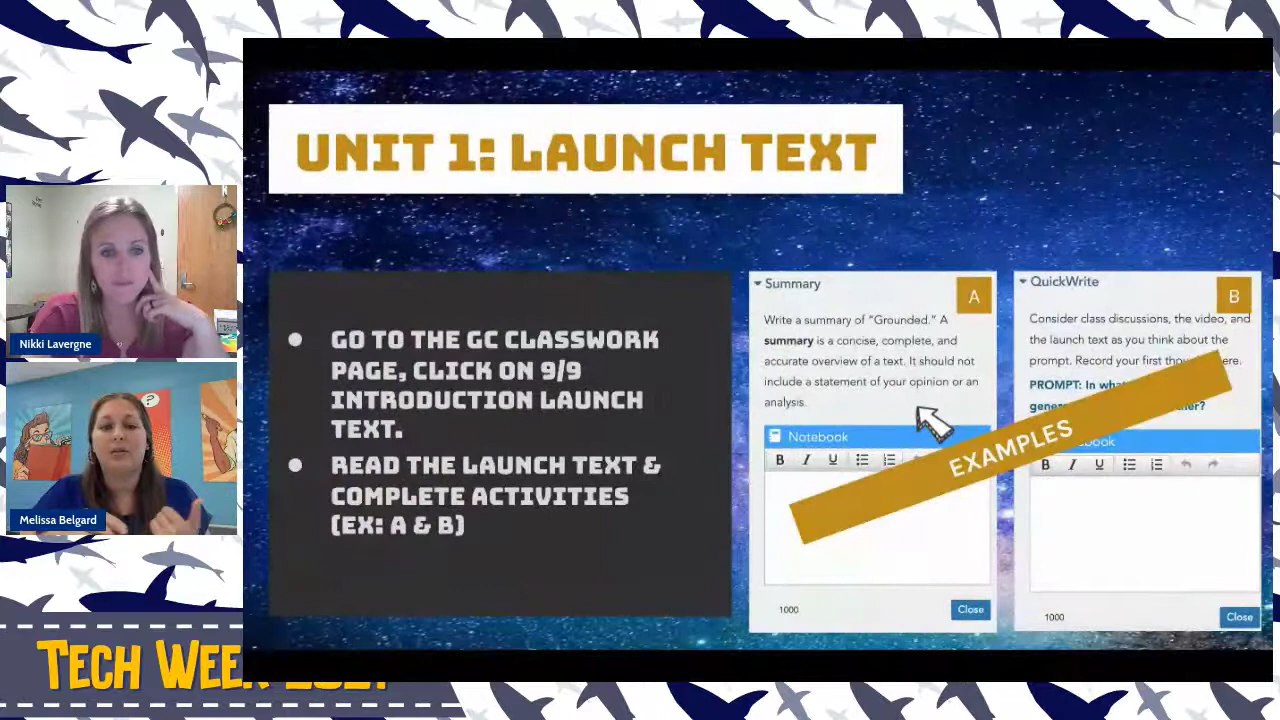 UNIT 1: LAUNCH TEXT
GO TO THE GC CLASSWORK
PAGE, CLICK ON 9/9
INTRODUCTION LAUNCH
TEXT.
READ THE LAUNCH TEXT &
COMPLETE ACTIVITIES
(EX: A & B)
Summary
A
Write a summary of "Grounded." A
summary is a concise, complete, and
accurate overview of a text. It should not
include a statement of your opinion or an
analysis.
Notebook
B I U
1000
Close
QuickWrite
B
Consider class discussions, the video, and
the launch text as you think about the
prompt. Record your first here.
PROMPT: In
B I U
1000
Close
EXAMPLES
Nikki Lavergne
Melissa Belgard
?
TECH WEEK